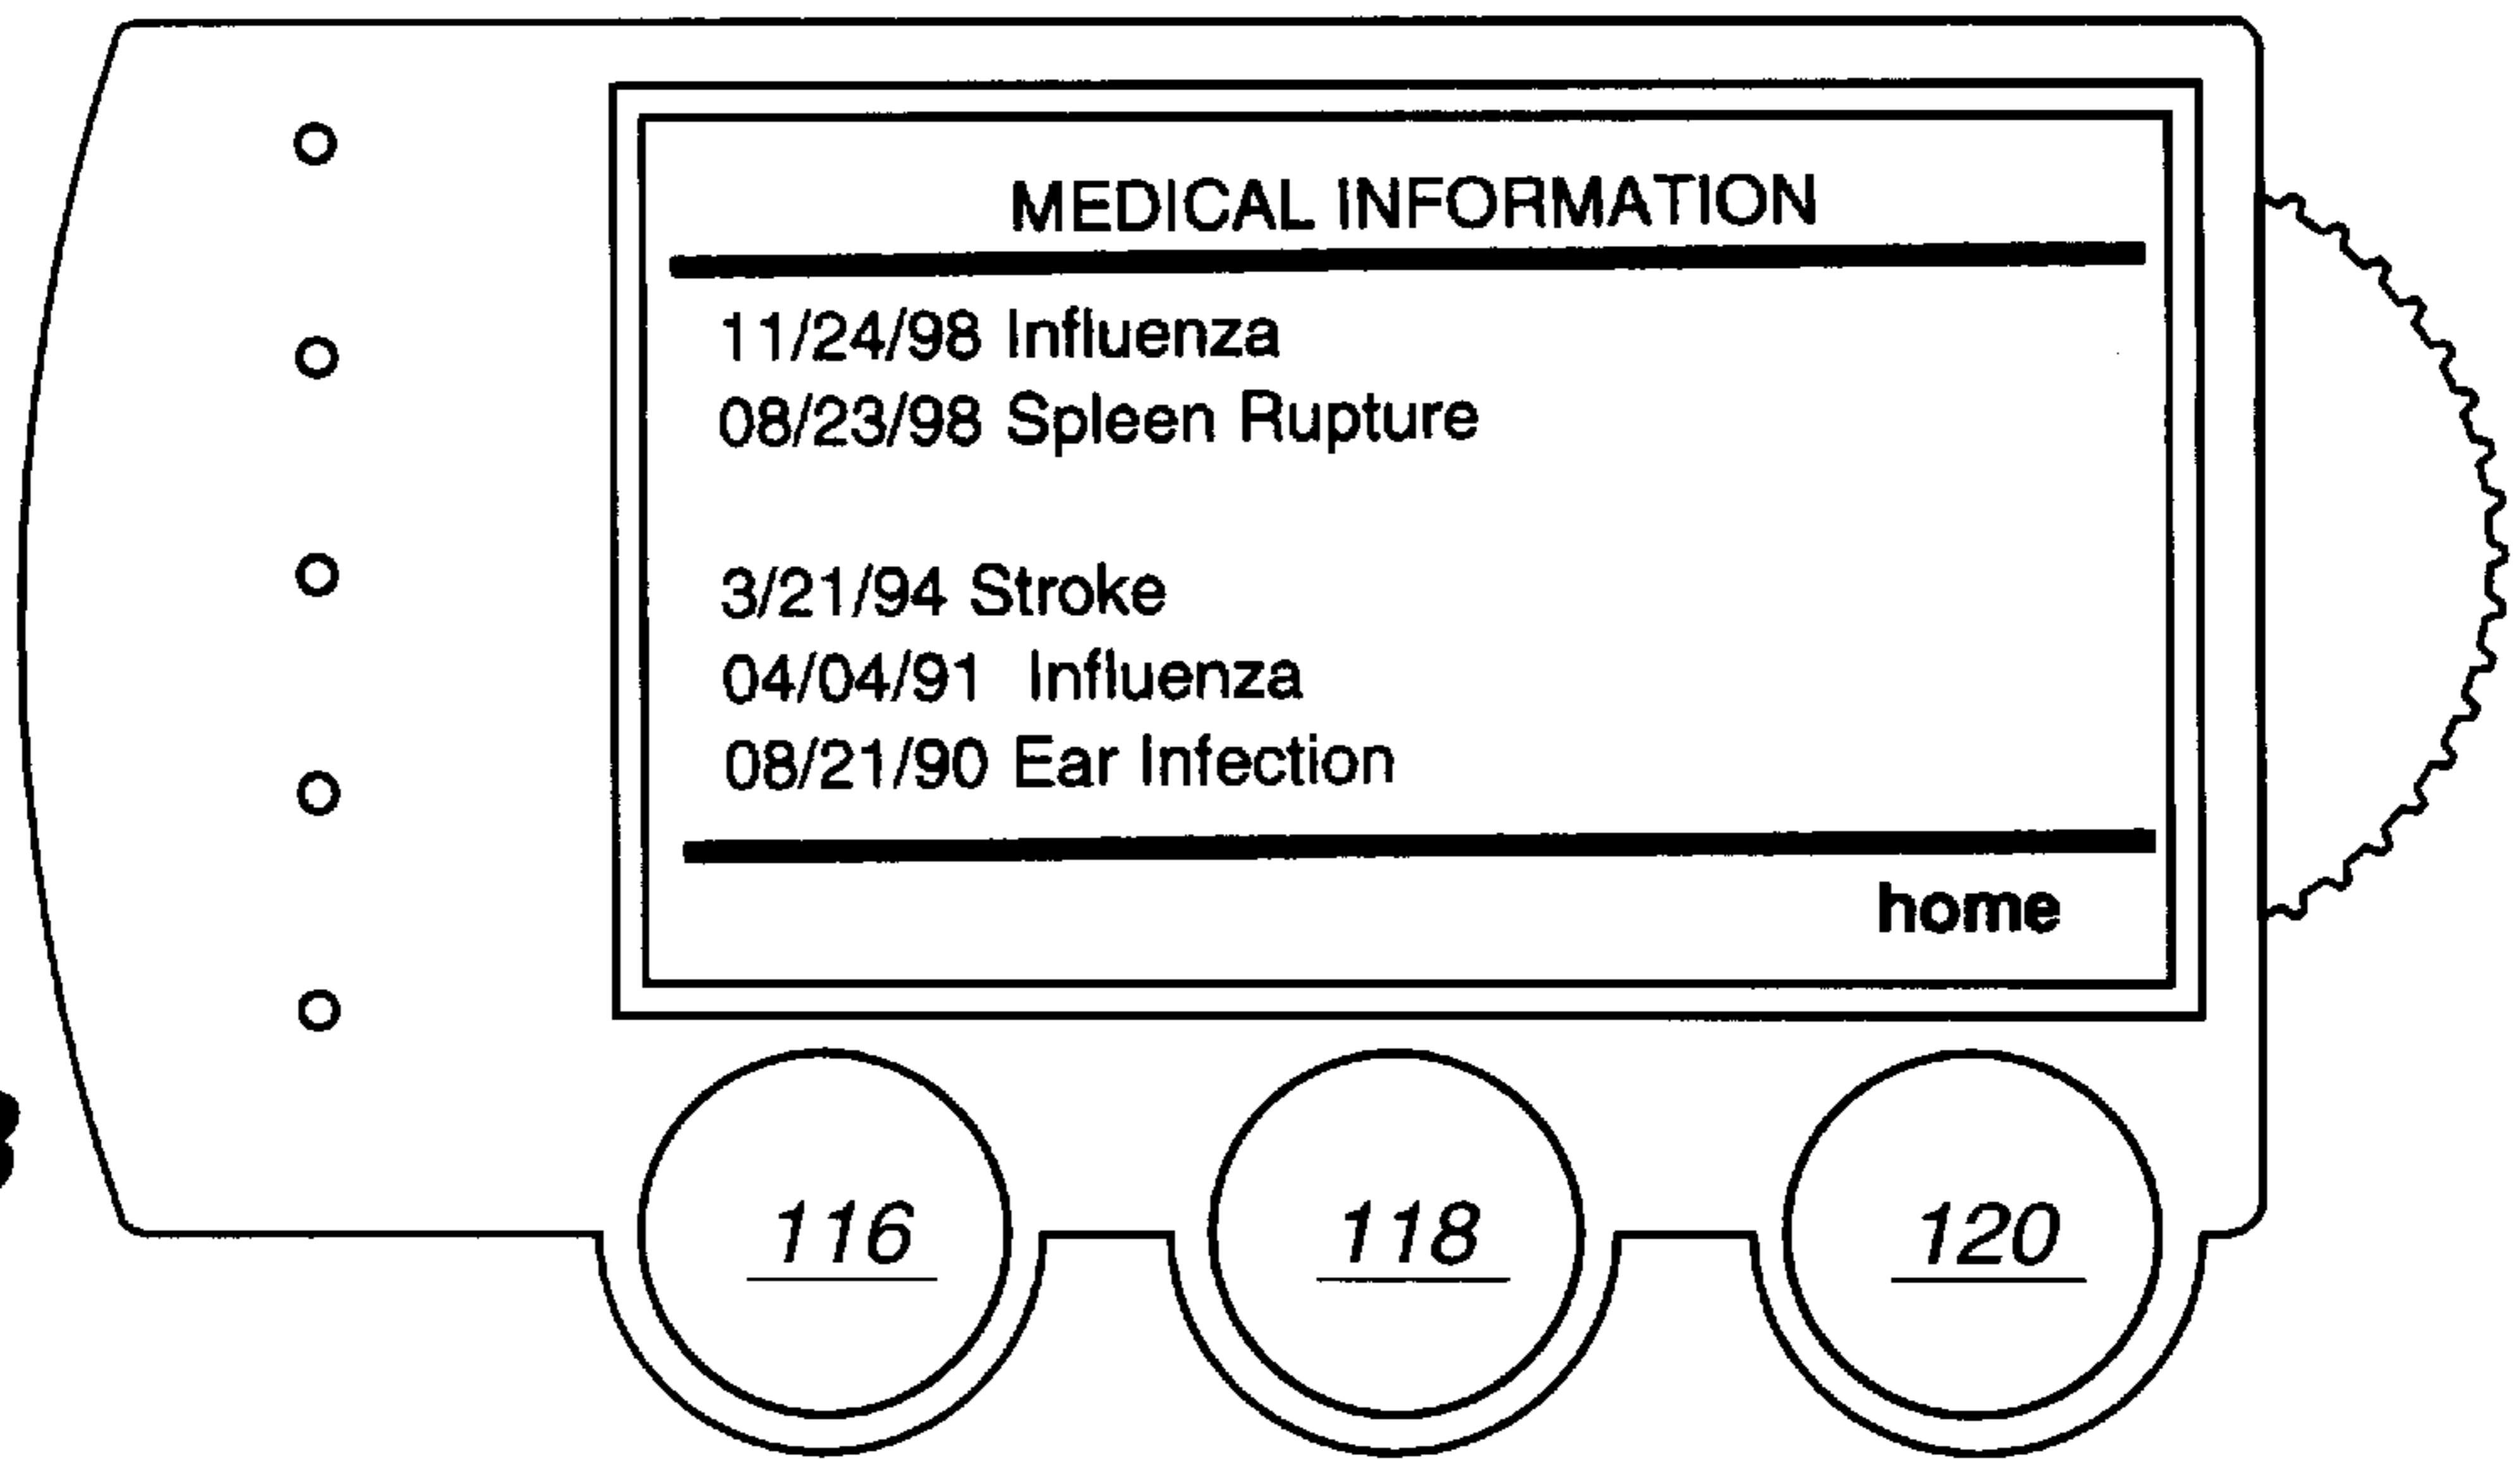 MEDICAL INFORMATION
11/24/98 Influenza
08/23/98 Spleen Rupture
3/21/94 Stroke
04/04/91 Influenza
08/21/90 Ear Infection
home
116 118 120